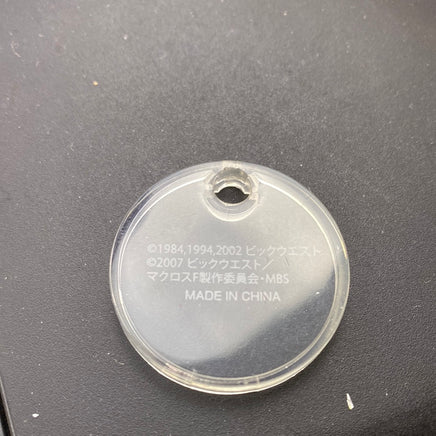 ©1984,1994,2002 ビックウエスト
©2007 ビックウエスト/
マクロスF製作委員会・MBS
MADE IN CHINA